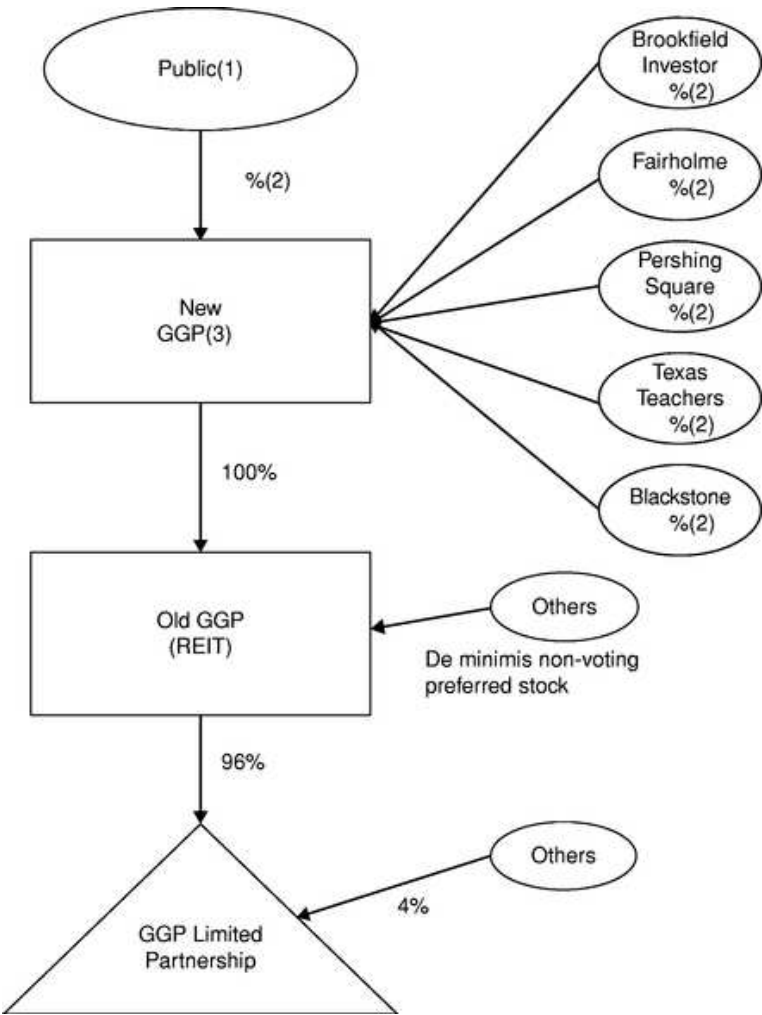 Public(1)
%(2)
Brookfield
Investor
%(2)
Fairholme
%(2)
Pershing
Square
%(2)
Texas
Teachers
%(2)
Blackstone
%(2)
New
GGP(3)
100%
Old GGP
(REIT)
Others
De minimis non-voting
preferred stock
96%
Others
4%
GGP Limited
Partnership